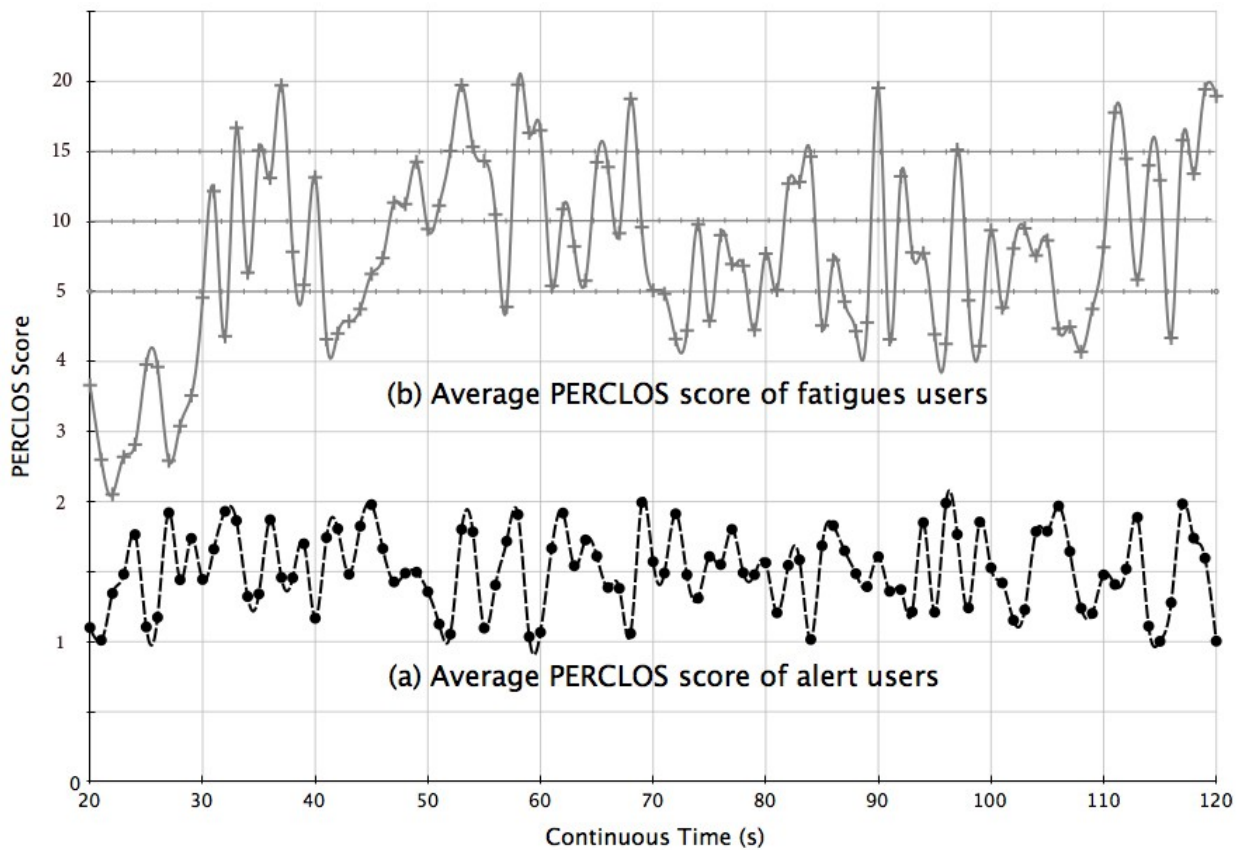 20
15
10
5
4
3
2
1
0
PERCLOS Score
(b) Average PERCLOS score of fatigues users
(a) Average PERCLOS score of alert users
20 30 40 50 60 70 80 90 100 110 120
Continuous Time (s)